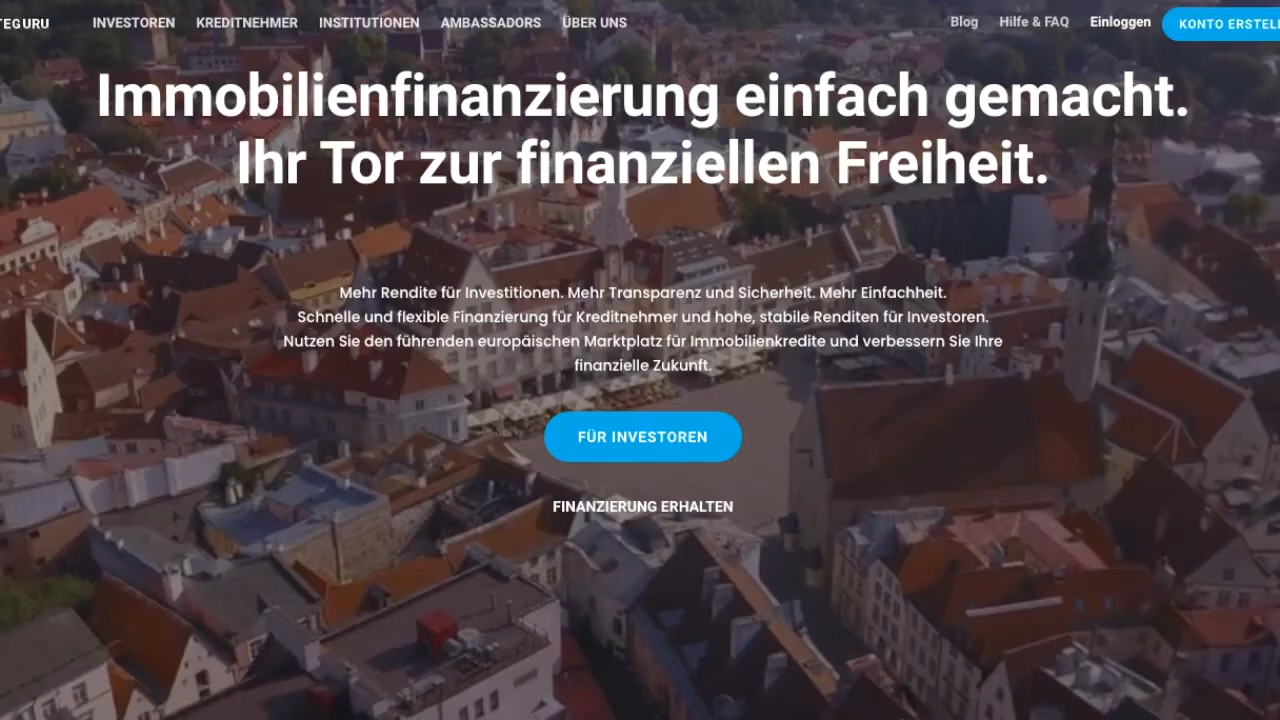 TEGURU INVESTOREN KREDITNEHMER INSTITUTIONEN AMBASSADORS ÜBER UNS Blog Hilfe & FAQ Einloggen KONTO ERSTELL
Immobilienfinanzierung einfach gemacht.
Ihr Tor zur finanziellen Freiheit.
Mehr Rendite für Investitionen. Mehr Transparenz und Sicherheit. Mehr Einfachheit.
Schnelle und flexible Finanzierung für Kreditnehmer und hohe, stabile Renditen für Investoren.
Nutzen Sie den führenden europäischen Marktplatz für Immobilienkredite und verbessern Sie Ihre
finanzielle Zukunft.
FÜR INVESTOREN
FINANZIERUNG ERHALTEN